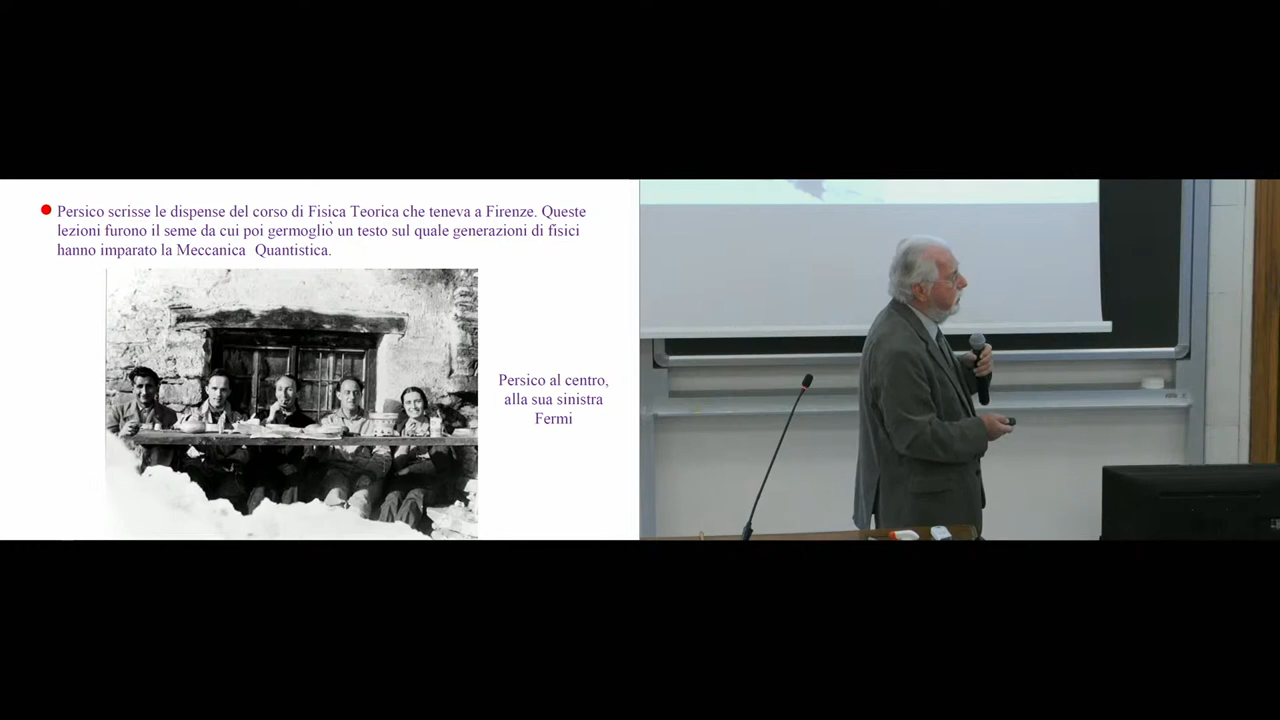 Persico scrisse le dispense del corso di Fisica Teorica che teneva a Firenze. Queste
lezioni furono il seme da cui poi germogliò un testo sul quale generazioni di fisici
hanno imparato la Meccanica Quantistica.
Persico al centro,
alla sua sinistra
Fermi